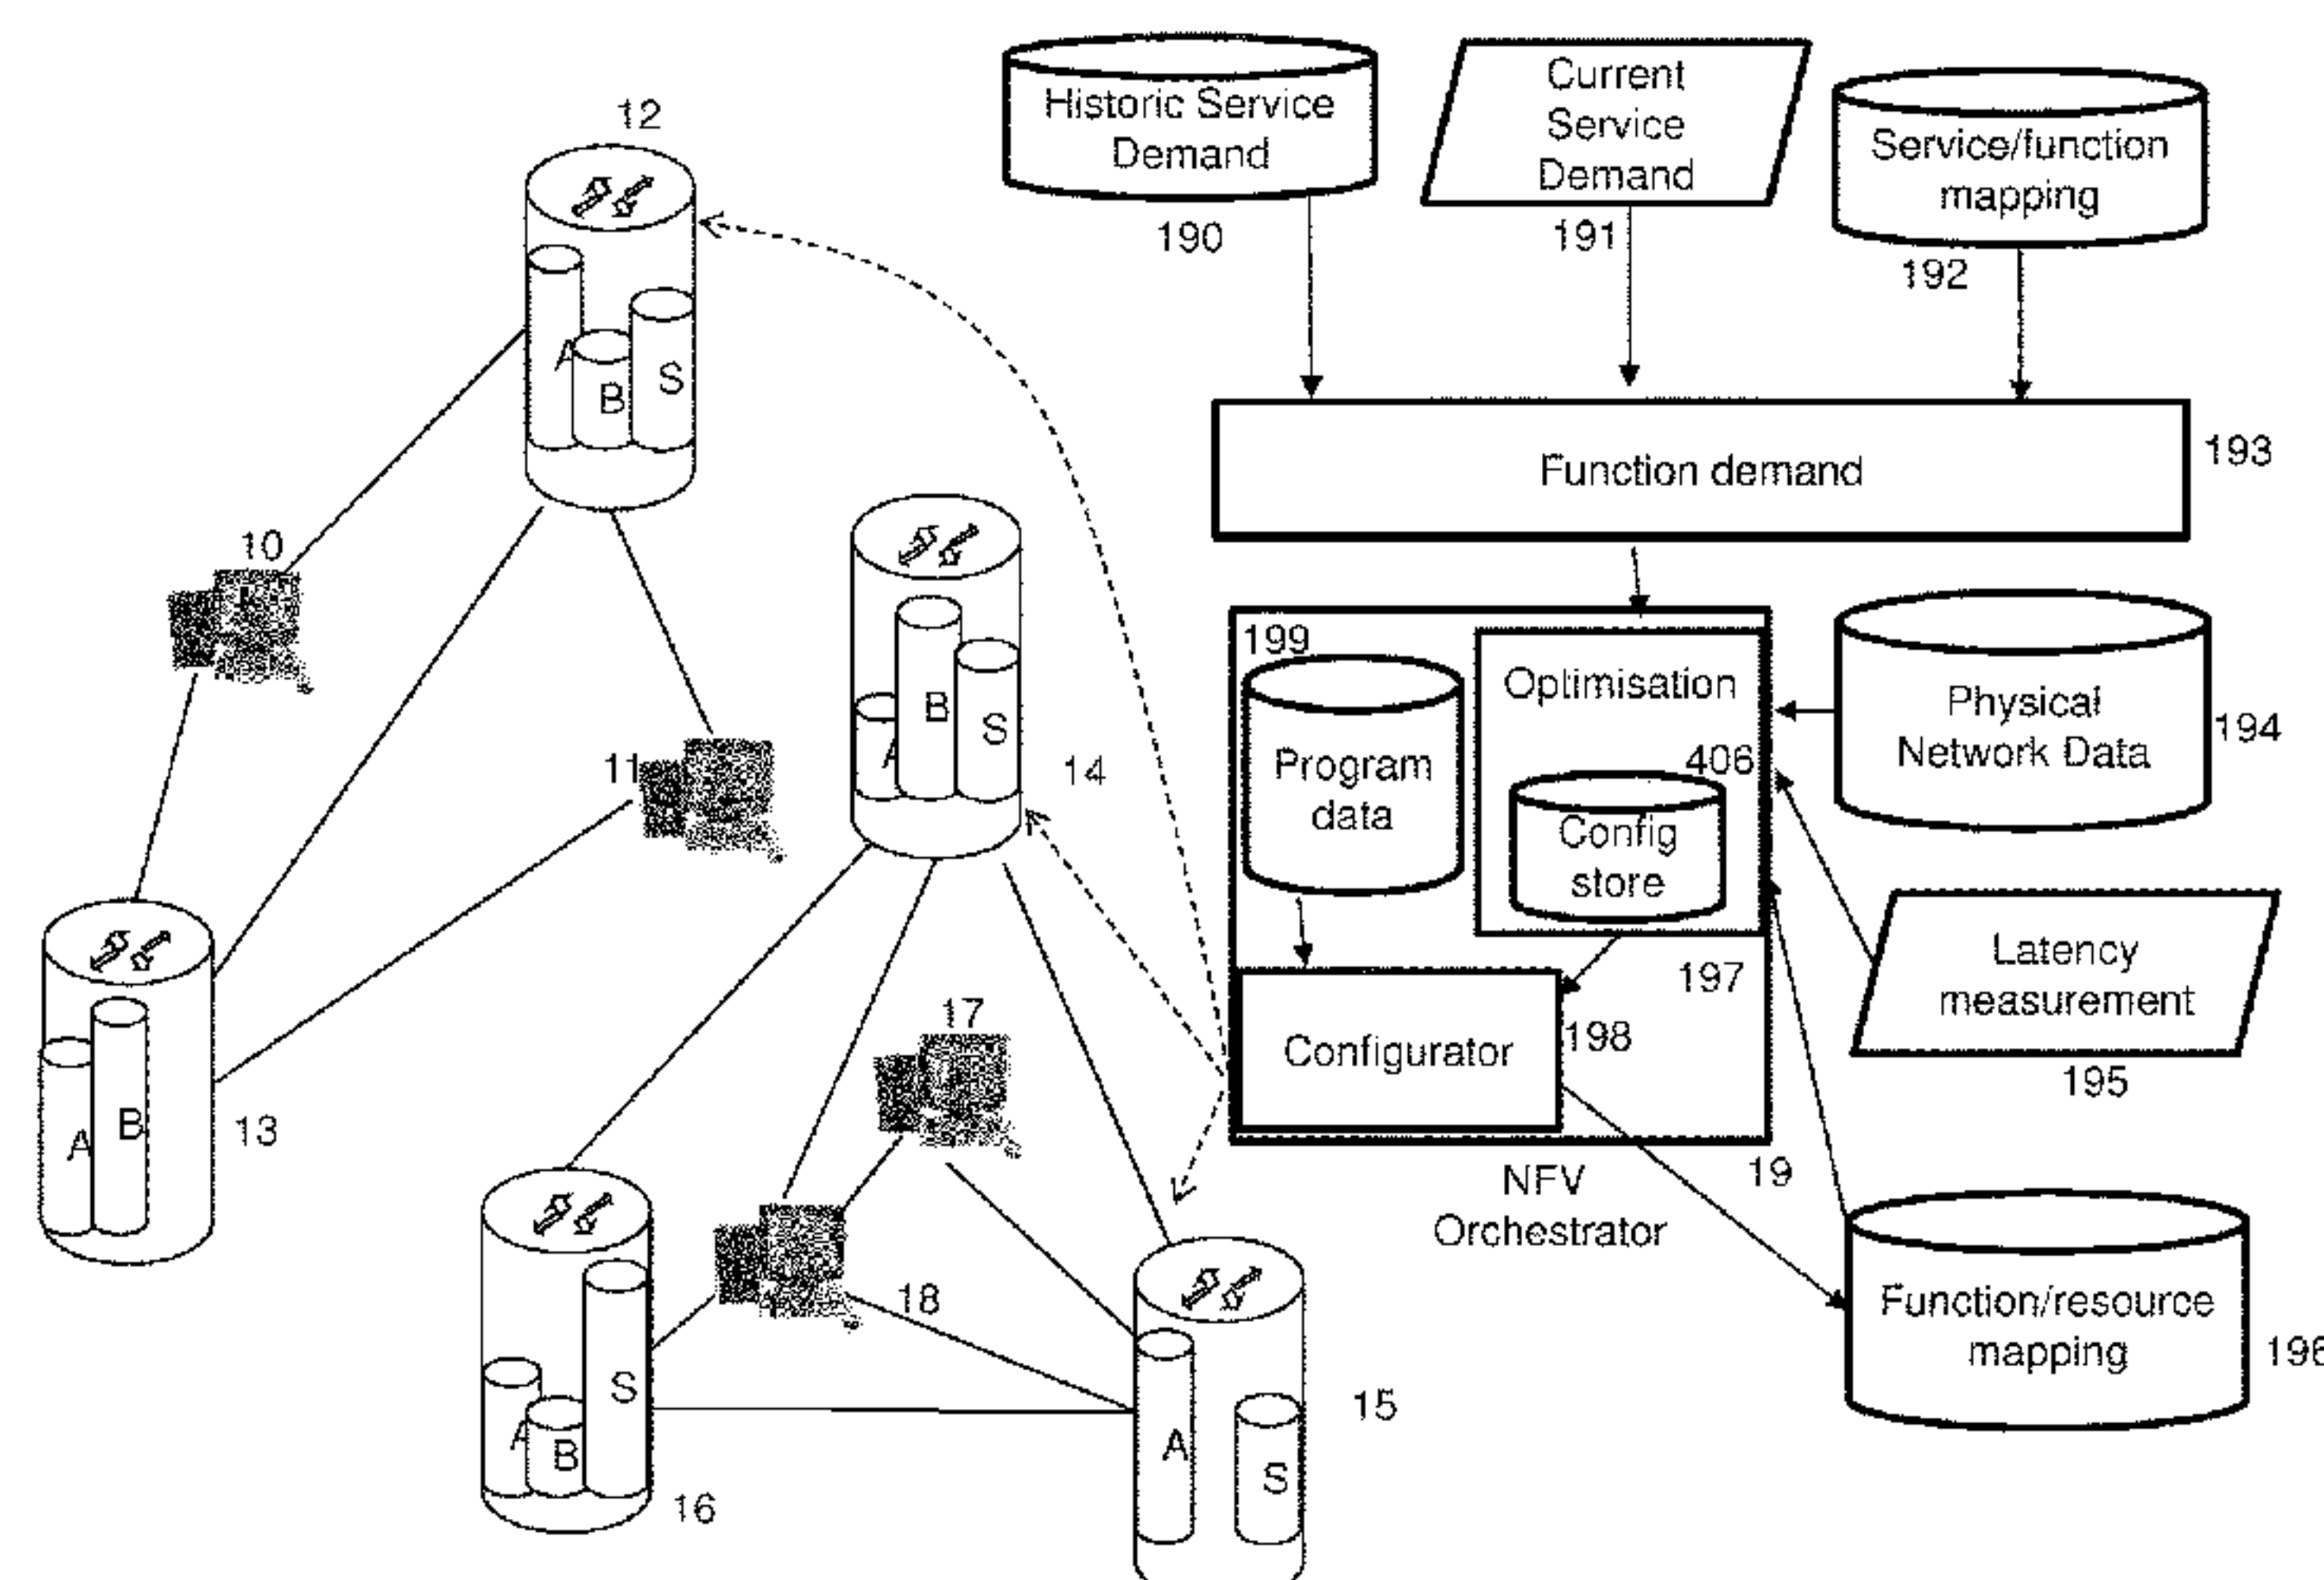 12
Historic Service
Demand
190
Current
Service
Demand
191
Service/function
mapping
192
A
B
S
Function demand
193
10
199
Optimisation
Program
data
406
Config
store
Physical
Network Data
194
A
B
S
14
11
197
Latency
measurement
195
Configurator
198
17
13
A
B
NFV
Orchestrator
19
Function/resource
mapping
196
18
A
B
S
16
A
S
15